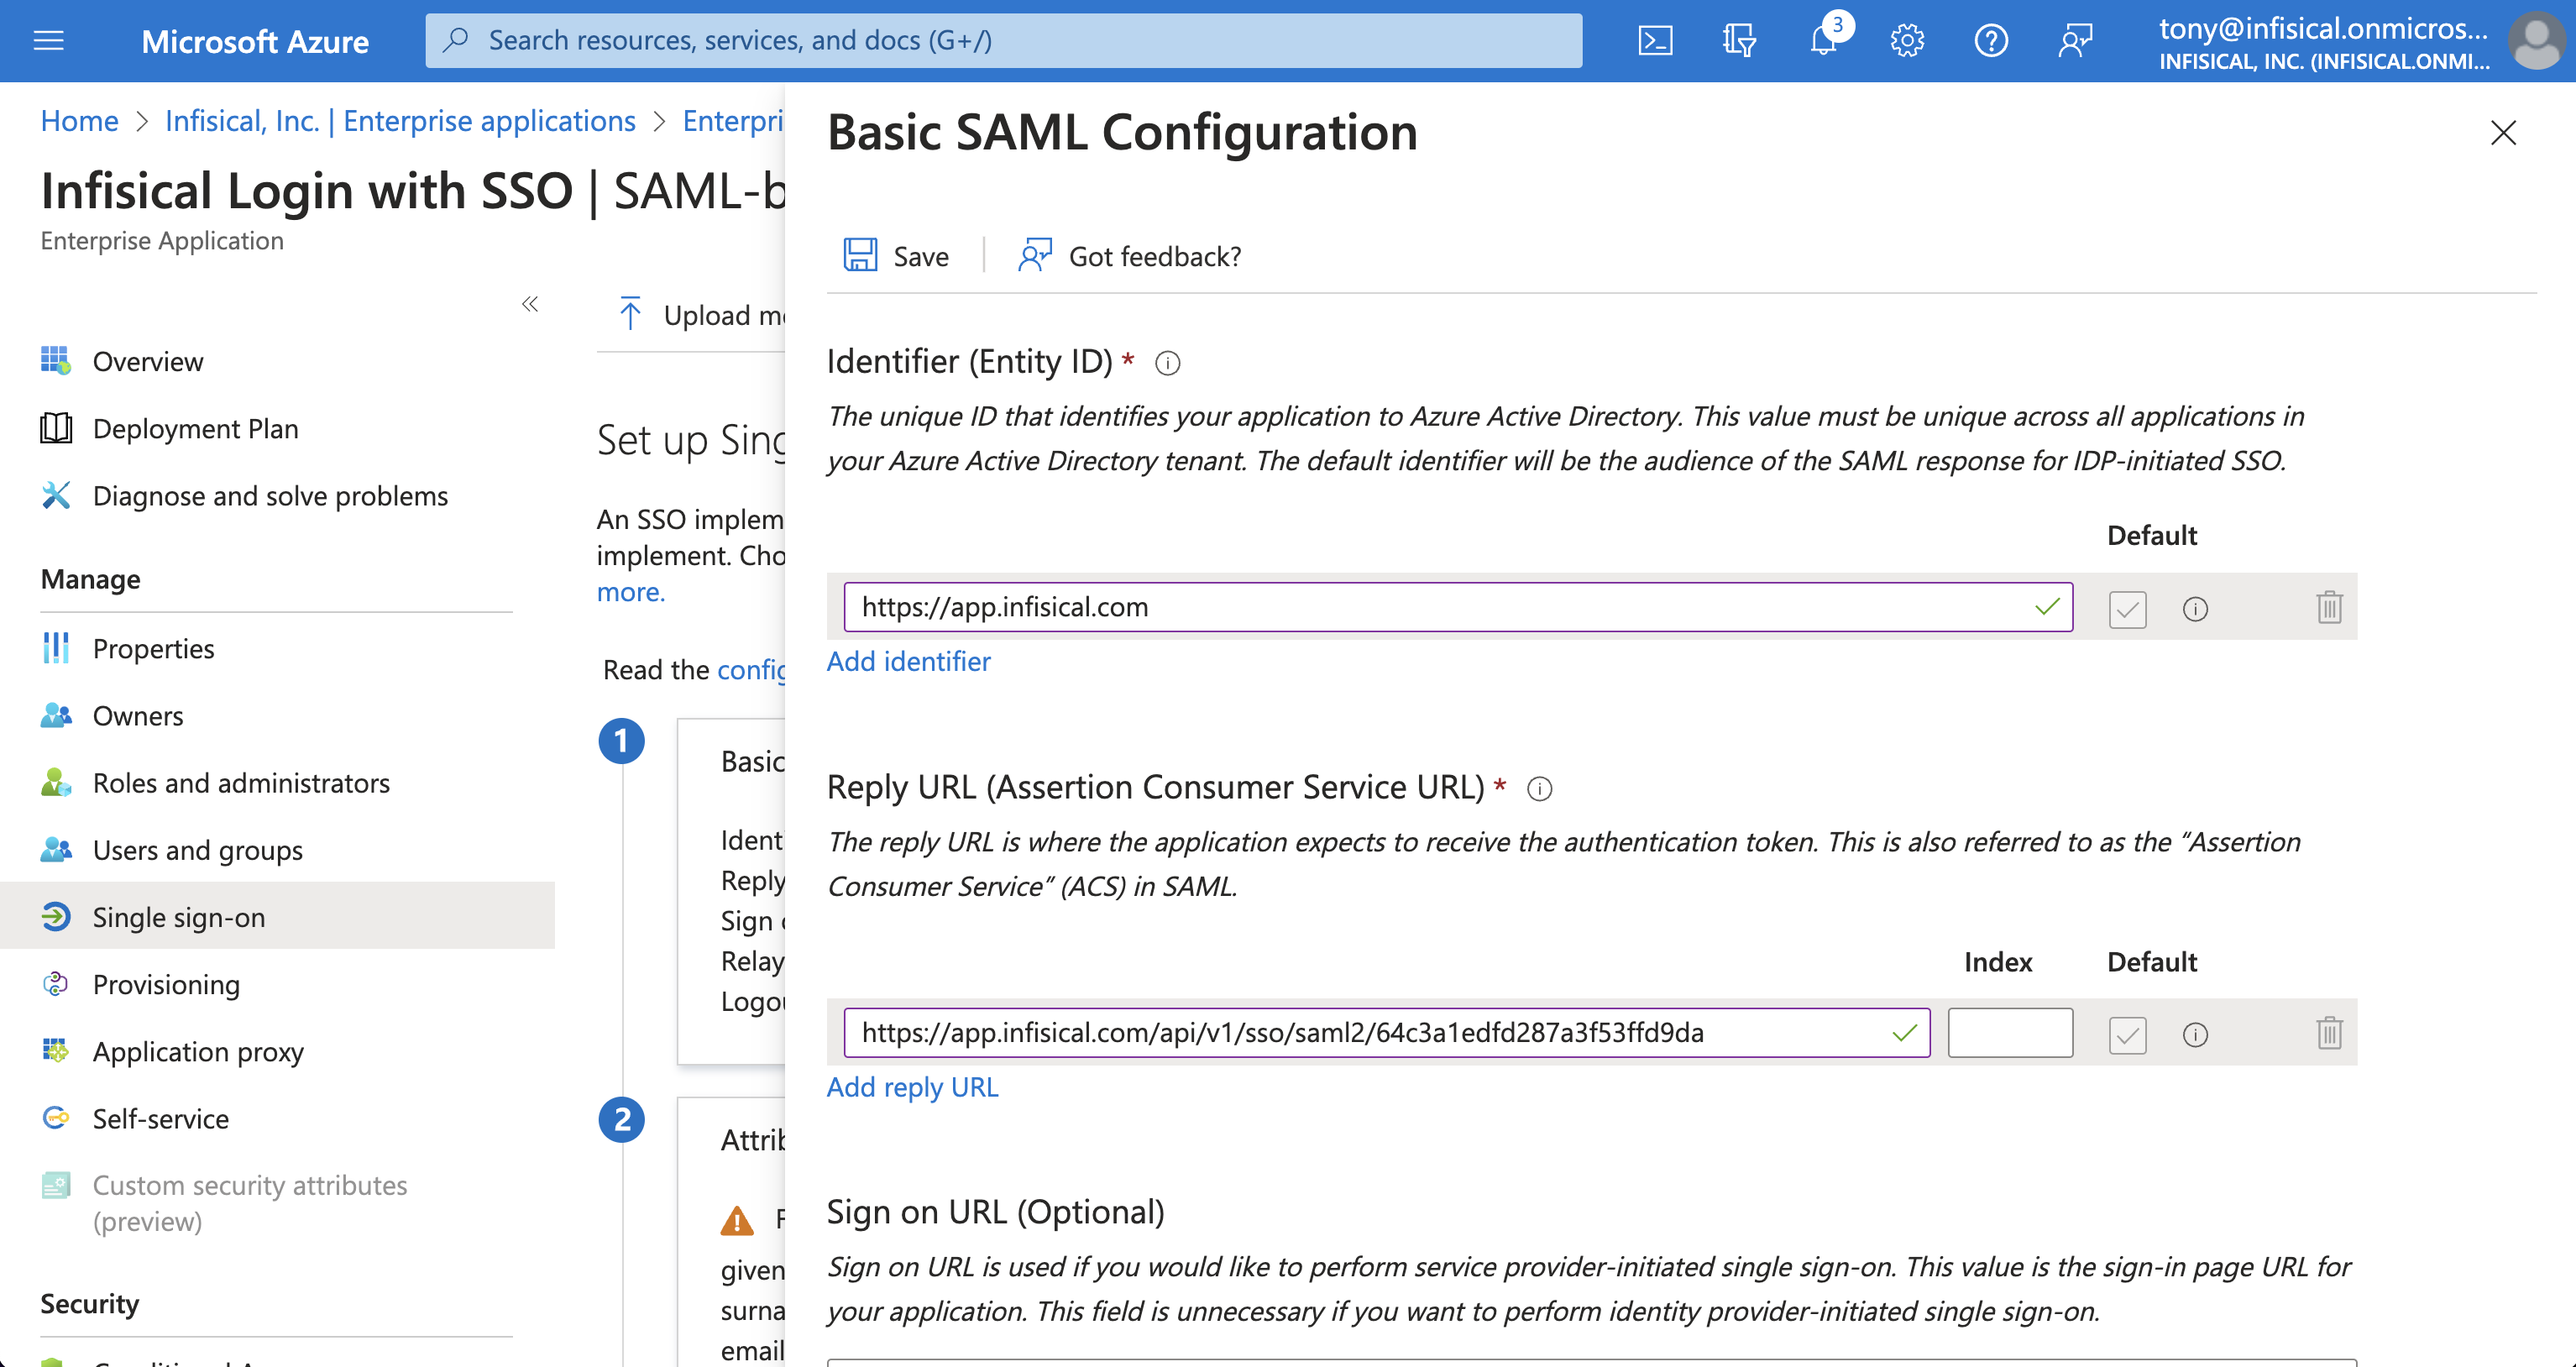 Microsoft Azure
Search resources, services, and docs (G+/)
3
tony@infisical.onmicros...
INFISICAL, INC. (INFISICAL.ONMI...
Home > Infisical, Inc. | Enterprise applications > Enterpri
Infisical Login with SSO | SAML-b
Enterprise Application
Overview
Deployment Plan
Diagnose and solve problems
Manage
Properties
Owners
Roles and administrators
Users and groups
Single sign-on
Provisioning
Application proxy
Self-service
Custom security attributes
(preview)
Security
Upload me
Set up Sing
An SSO implem
implement. Cho
more.
Read the config
1
Basic
Identi
Reply
Sign o
Relay
Logou
2
Attrib
given
surna
email
Basic SAML Configuration
Save
Got feedback?
Identifier (Entity ID) *
The unique ID that identifies your application to Azure Active Directory. This value must be unique across all applications in
your Azure Active Directory tenant. The default identifier will be the audience of the SAML response for IDP-initiated SSO.
Default
https://app.infisical.com
Add identifier
Reply URL (Assertion Consumer Service URL) *
The reply URL is where the application expects to receive the authentication token. This is also referred to as the “Assertion
Consumer Service” (ACS) in SAML.
Index Default
https://app.infisical.com/api/v1/sso/saml2/64c3a1edfd287a3f53ffd9da
Add reply URL
Sign on URL (Optional)
Sign on URL is used if you would like to perform service provider-initiated single sign-on. This value is the sign-in page URL for
your application. This field is unnecessary if you want to perform identity provider-initiated single sign-on.